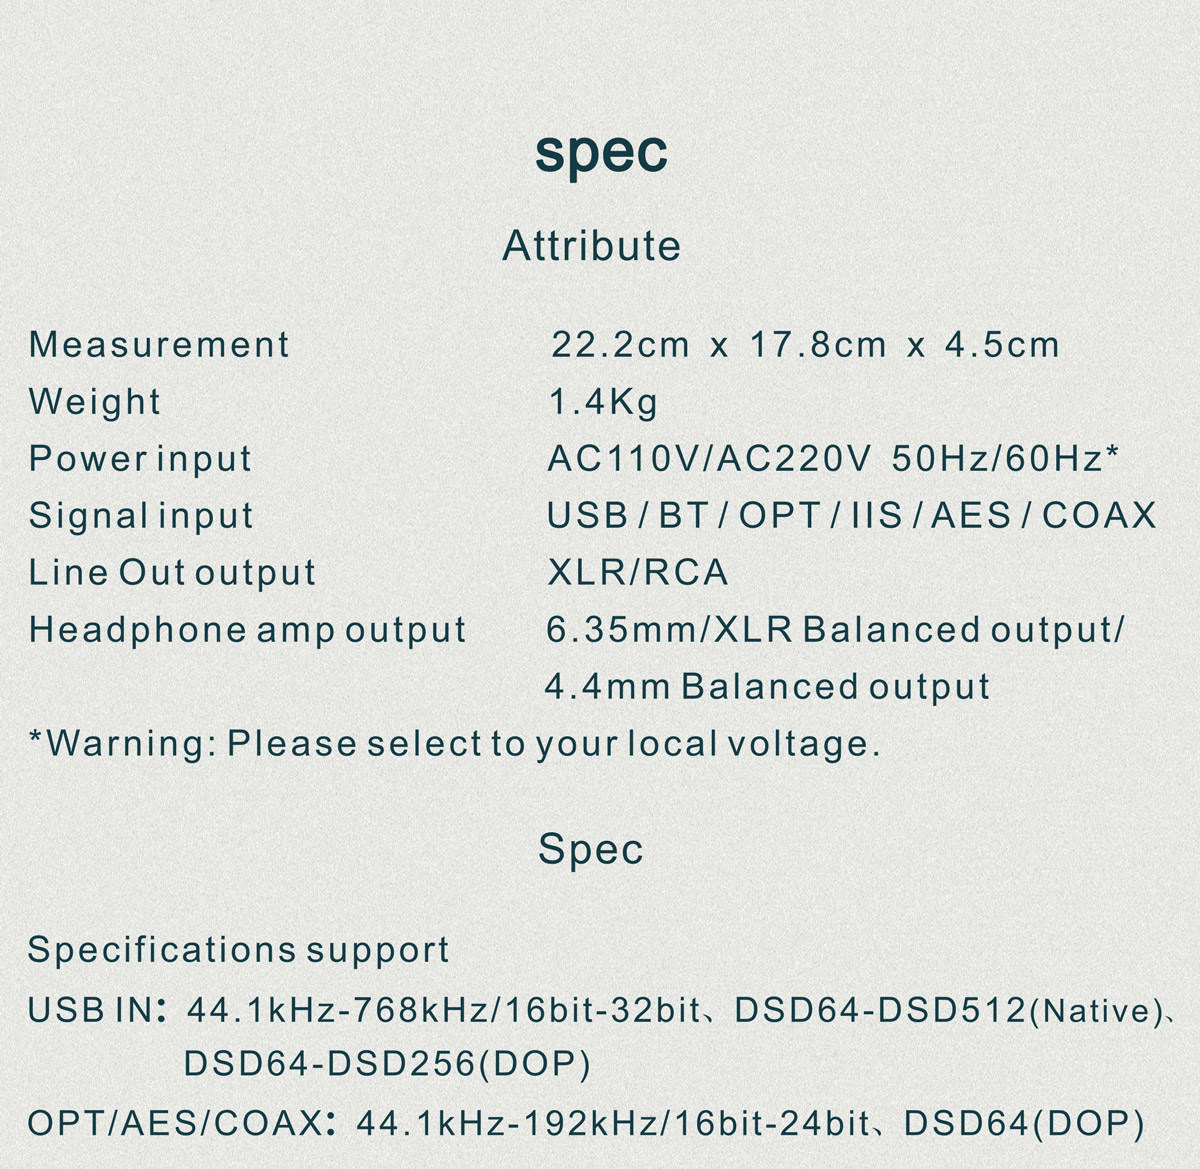 spec
Attribute
Measurement 22.2cm x 17.8cm x 4.5cm
Weight 1.4Kg
Power input AC110V/AC220V 50Hz/60Hz*
Signal input USB / BT / OPT / IIS / AES / COAX
Line Out output XLR/RCA
Headphone amp output 6.35mm/XLR Balanced output/
4.4mm Balanced output
*Warning: Please select to your local voltage.
Spec
Specifications support
USB IN：44.1kHz-768kHz/16bit-32bit、DSD64-DSD512(Native)、
DSD64-DSD256(DOP)
OPT/AES/COAX：44.1kHz-192kHz/16bit-24bit、DSD64(DOP)